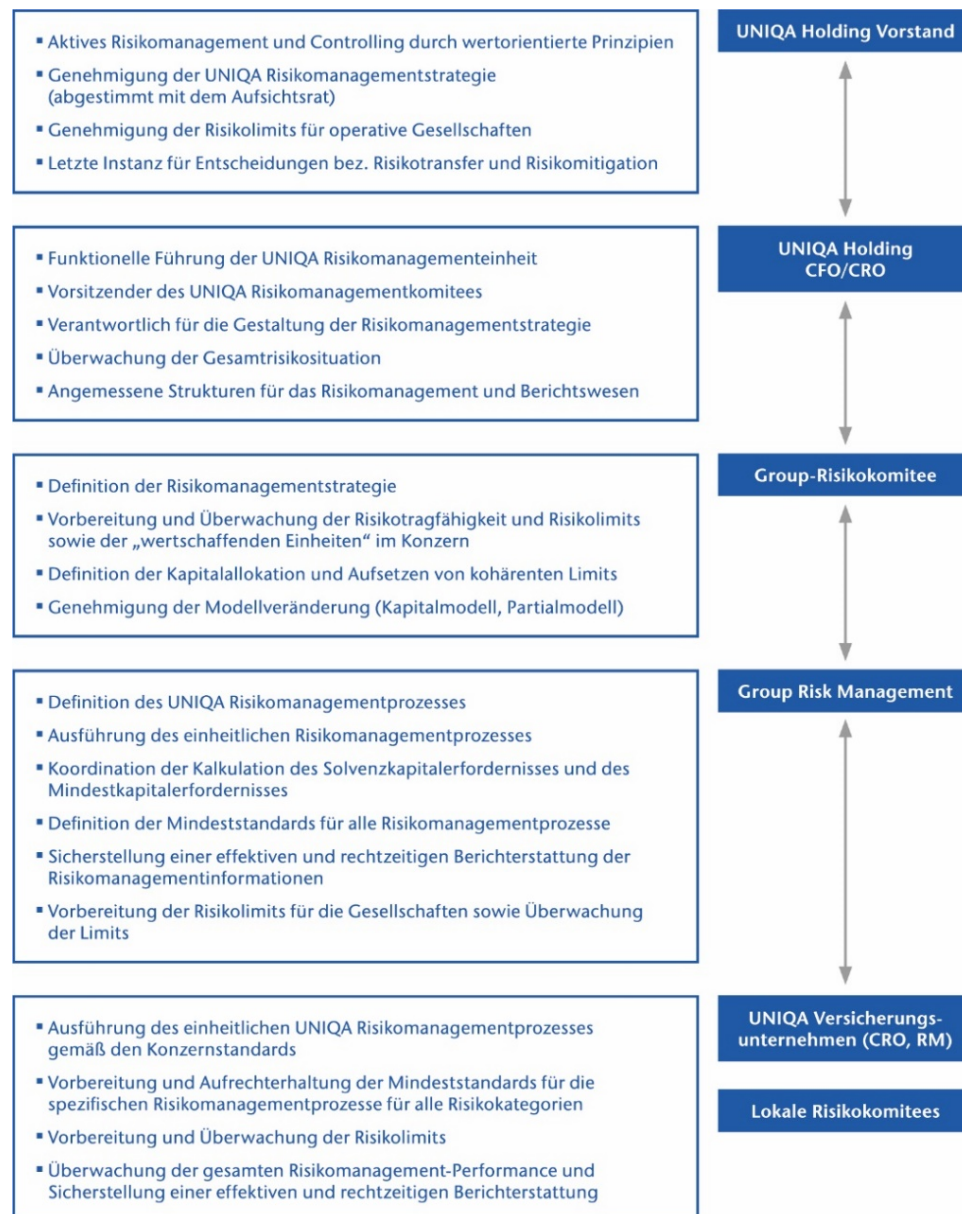 ▪ Aktives Risikomanagement und Controlling durch wertorientierte Prinzipien
▪ Genehmigung der UNIQA Risikomanagementstrategie
(abgestimmt mit dem Aufsichtsrat)
▪ Genehmigung der Risikolimits für operative Gesellschaften
▪ Letzte Instanz für Entscheidungen bez. Risikotransfer und Risikomitigation
UNIQA Holding Vorstand
▪ Funktionelle Führung der UNIQA Risikomanagementeinheit
▪ Vorsitzender des UNIQA Risikomanagementkomitees
▪ Verantwortlich für die Gestaltung der Risikomanagementstrategie
▪ Überwachung der Gesamtrisikosituation
▪ Angemessene Strukturen für das Risikomanagement und Berichtswesen
UNIQA Holding
CFO/CRO
▪ Definition der Risikomanagementstrategie
▪ Vorbereitung und Überwachung der Risikotragfähigkeit und Risikolimits
sowie der „wertschaffenden Einheiten“ im Konzern
▪ Definition der Kapitalallokation und Aufsetzen von kohärenten Limits
▪ Genehmigung der Modellveränderung (Kapitalmodell, Partialmodell)
Group-Risikokomitee
▪ Definition des UNIQA Risikomanagementprozesses
▪ Ausführung des einheitlichen Risikomanagementprozesses
▪ Koordination der Kalkulation des Solvenzkapitalerfordernisses und des
Mindestkapitalerfordernisses
▪ Definition der Mindeststandards für alle Risikomanagementprozesse
▪ Sicherstellung einer effektiven und rechtzeitigen Berichterstattung der
Risikomanagementinformationen
▪ Vorbereitung der Risikolimits für die Gesellschaften sowie Überwachung
der Limits
Group Risk Management
▪ Ausführung des einheitlichen UNIQA Risikomanagementprozesses
gemäß den Konzernstandards
▪ Vorbereitung und Aufrechterhaltung der Mindeststandards für die
spezifischen Risikomanagementprozesse für alle Risikokategorien
▪ Vorbereitung und Überwachung der Risikolimits
▪ Überwachung der gesamten Risikomanagement-Performance und
Sicherstellung einer effektiven und rechtzeitigen Berichterstattung
UNIQA Versicherungs-
unternehmen (CRO, RM)
Lokale Risikokomitees